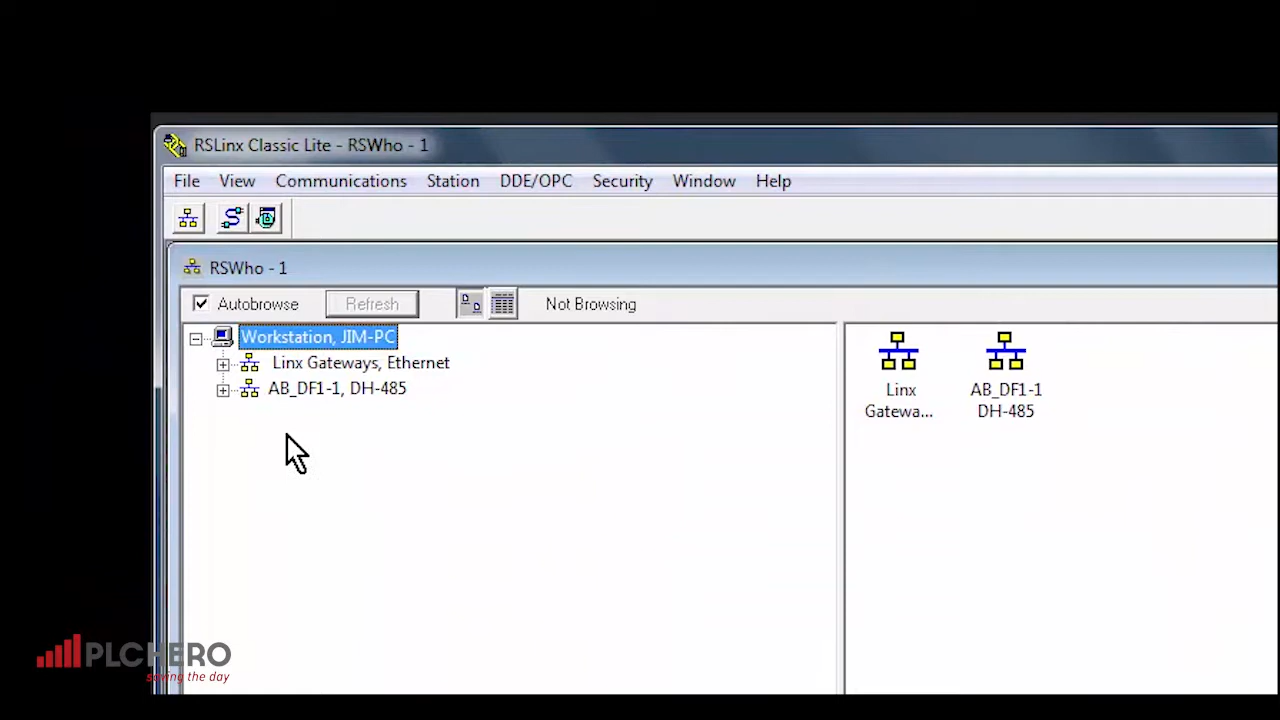 RSLinx Classic Lite - RSWho - 1
File View Communications Station DDE/OPC Security Window Help
RSWho - 1
Autobrowse Refresh Not Browsing
Workstation, JIM-PC
Linx Gateways, Ethernet
AB_DF1-1, DH-485
Linx
Gatewa...
AB_DF1-1
DH-485
PLCHERO
saving the day